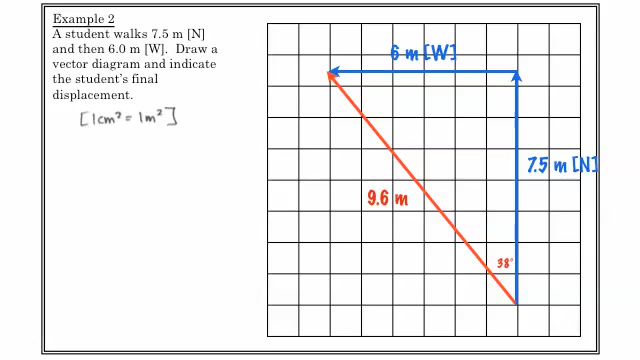 Example 2
A student walks 7.5 m [N]
and then 6.0 m [W]. Draw a
vector diagram and indicate
the student's final
displacement.
[1cm² = 1m²]
6 m [W]
7.5 m [N]
9.6 m
38°